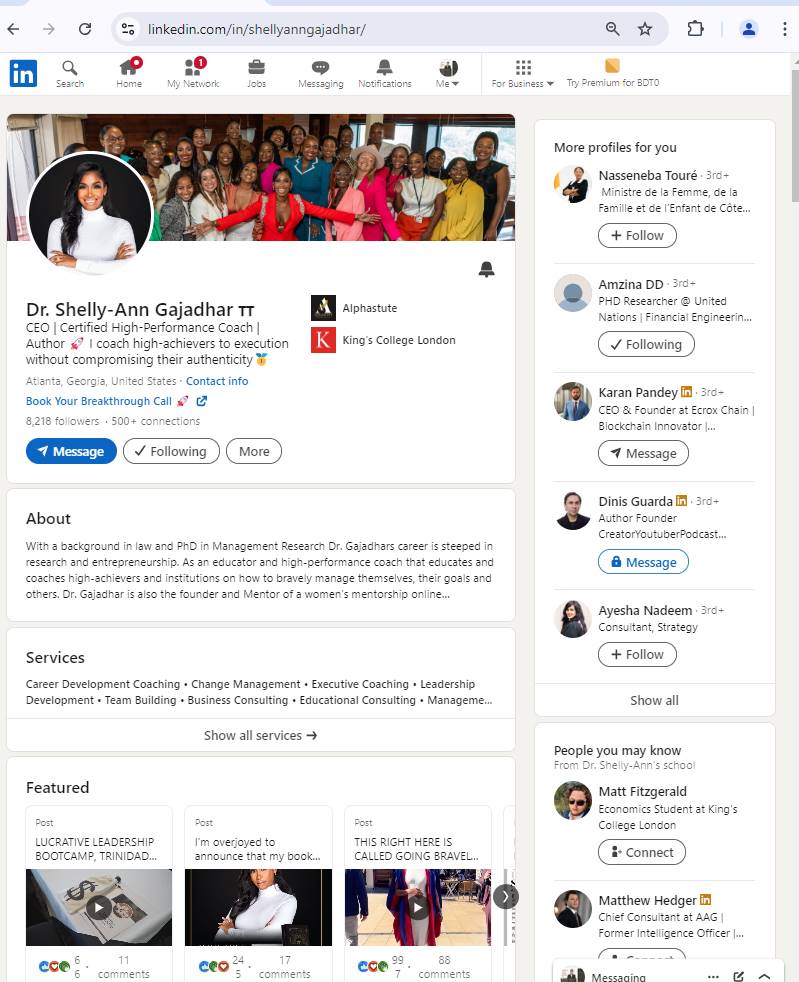 linkedin.com/in/shellyanngajadhar/
in
Search
Home
1
My Network
Jobs
Messaging
Notifications
Me
For Business
Try Premium for BDT0
Dr. Shelly-Ann Gajadhar TT
CEO | Certified High-Performance Coach |
Author 🚀 I coach high-achievers to execution
without compromising their authenticity🥇
Atlanta, Georgia, United States · Contact info
Book Your Breakthrough Call 🚀
8,218 followers · 500+ connections
Message
Following
More
Alphastute
K
King's College London
About
With a background in law and PhD in Management Research Dr. Gajadhars career is steeped in
research and entrepreneurship. As an educator and high-performance coach that educates and
coaches high-achievers and institutions on how to bravely manage themselves, their goals and
others. Dr. Gajadhar is also the founder and Mentor of a women's mentorship online...
Services
Career Development Coaching • Change Management • Executive Coaching • Leadership
Development • Team Building • Business Consulting • Educational Consulting • Manageme...
Show all services →
Featured
Post
LUCRATIVE LEADERSHIP
BOOTCAMP, TRINIDAD...
6
6
·
11
comments
Post
I'm overjoyed to
announce that my book...
24
5
·
17
comments
Post
THIS RIGHT HERE IS
CALLED GOING BRAVEL...
99
7
·
88
comments
More profiles for you
Nasseneba Touré · 3rd+
Ministre de la Femme, de la
Famille et de l'Enfant de Côte...
+ Follow
Amzina DD · 3rd+
PHD Researcher @ United
Nations | Financial Engineerin...
Following
Karan Pandey in · 3rd+
CEO & Founder at Ecrox Chain |
Blockchain Innovator |...
Message
Dinis Guarda in · 3rd+
Author Founder
CreatorYoutuberPodcast...
Message
Ayesha Nadeem · 3rd+
Consultant, Strategy
+ Follow
Show all
People you may know
From Dr. Shelly-Ann's school
Matt Fitzgerald
Economics Student at King's
College London
Connect
Matthew Hedger in
Chief Consultant at AAG |
Former Intelligence Officer |...
Connect
Messaging